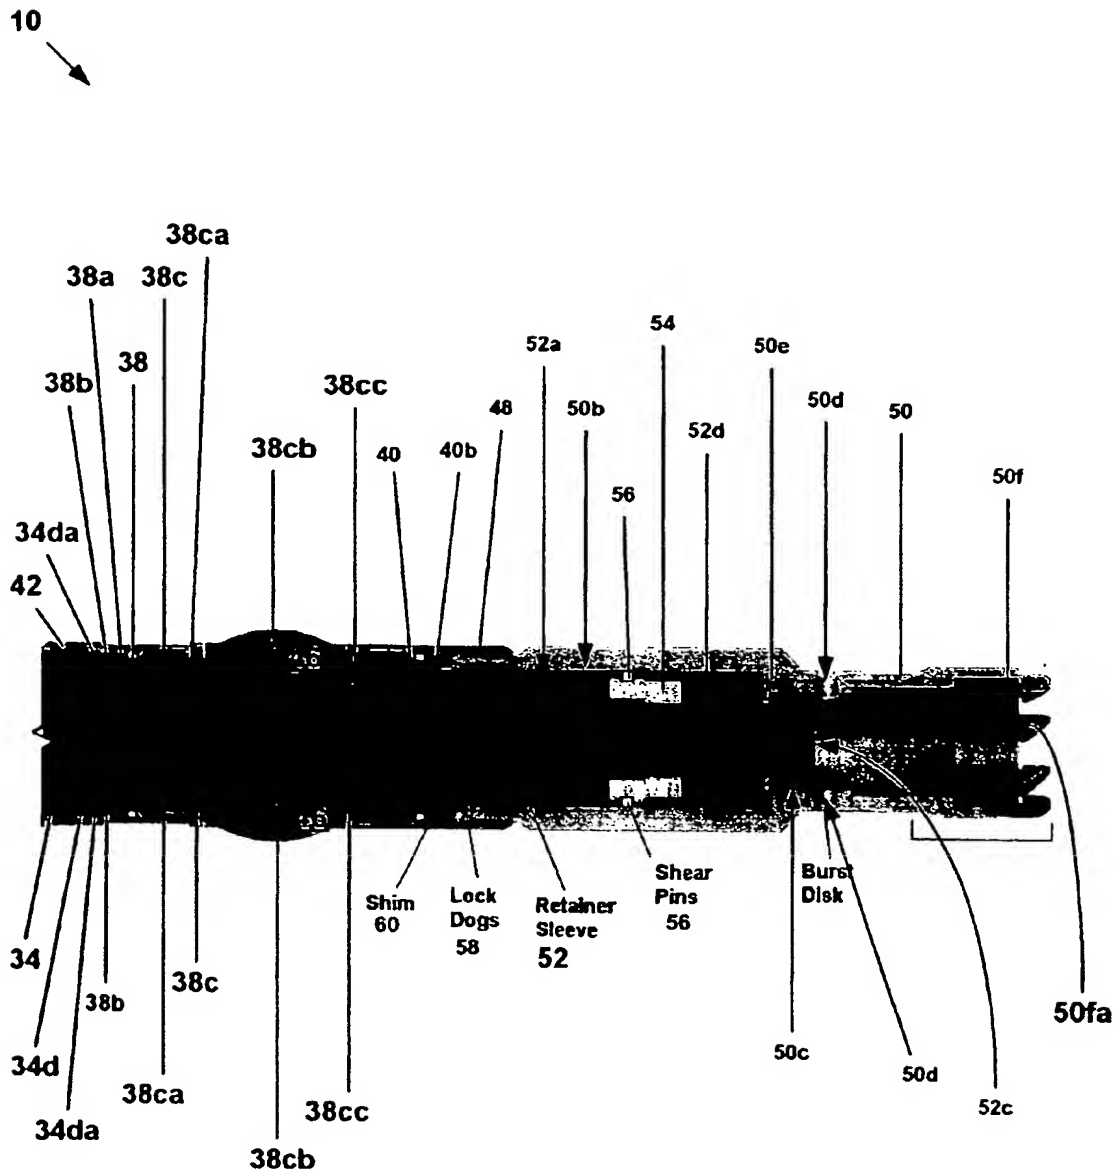 10
38ca
38a
38c
38
38b
54
52a
50e
38cc
50d
50
50b
48
52d
38cb
40
40b
50f
56
34da
42
Shim
60
Lock
Dogs
58
Retainer
Sleeve
52
Shear
Pins
56
Burst
Disk
34
38b
38c
50fa
34d
38ca
50c
50d
34da
38cc
52c
38cb